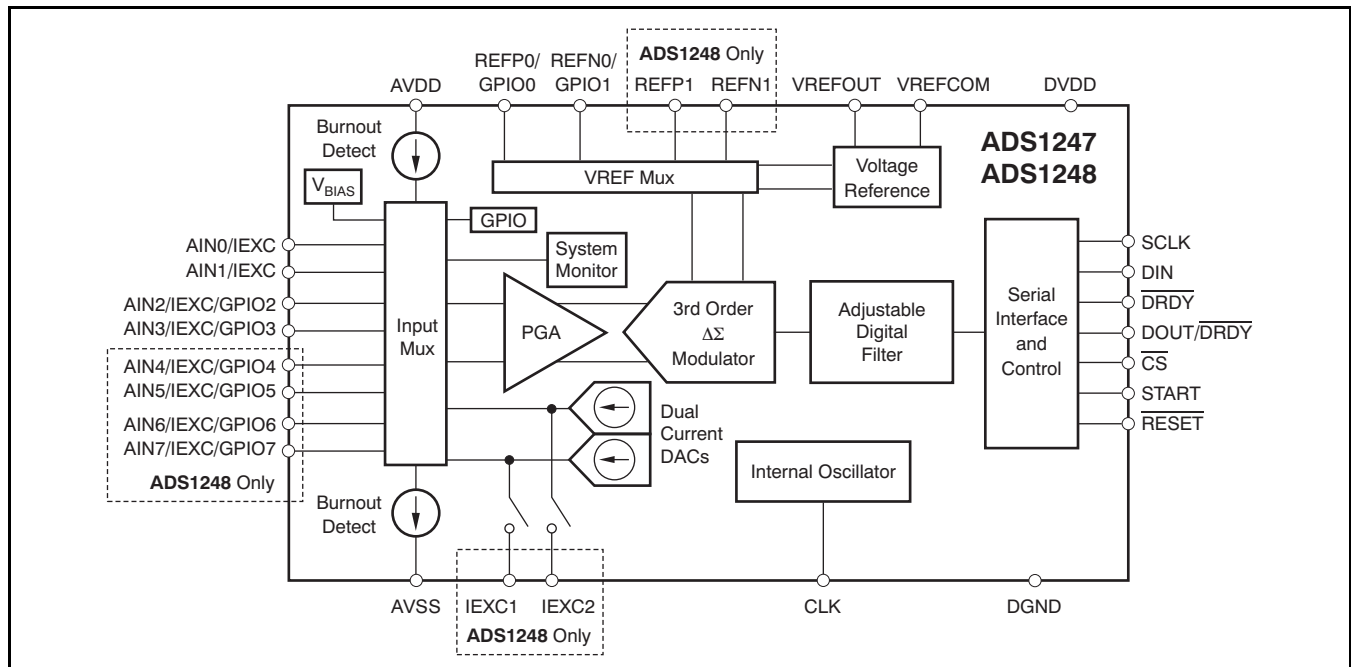 ADS1248 Only
REFP0/
GPIO0
REFN0/
GPIO1
REFP1
REFN1
AVDD
VREFOUT
VREFCOM
DVDD
Burnout
Detect
ADS1247
ADS1248
VREF Mux
Voltage
Reference
VBIAS
GPIO
System
Monitor
AIN0/IEXC
AIN1/IEXC
AIN2/IEXC/GPIO2
AIN3/IEXC/GPIO3
AIN4/IEXC/GPIO4
AIN5/IEXC/GPIO5
AIN6/IEXC/GPIO6
AIN7/IEXC/GPIO7
ADS1248 Only
Input
Mux
PGA
3rd Order
ΔΣ
Modulator
Adjustable
Digital
Filter
Serial
Interface
and
Control
SCLK
DIN
DRDY
DOUT/DRDY
CS
START
RESET
Dual
Current
DACs
Internal Oscillator
Burnout
Detect
AVSS
IEXC1
IEXC2
ADS1248 Only
CLK
DGND